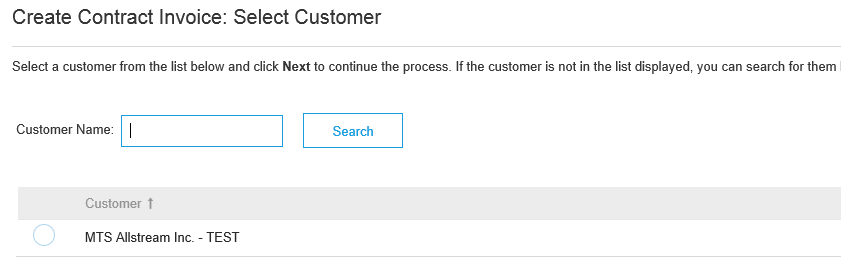 Create Contract Invoice: Select Customer
Select a customer from the list below and click Next to continue the process. If the customer is not in the list displayed, you can search for them
Customer Name:
Search
Customer ↑
MTS Allstream Inc. - TEST